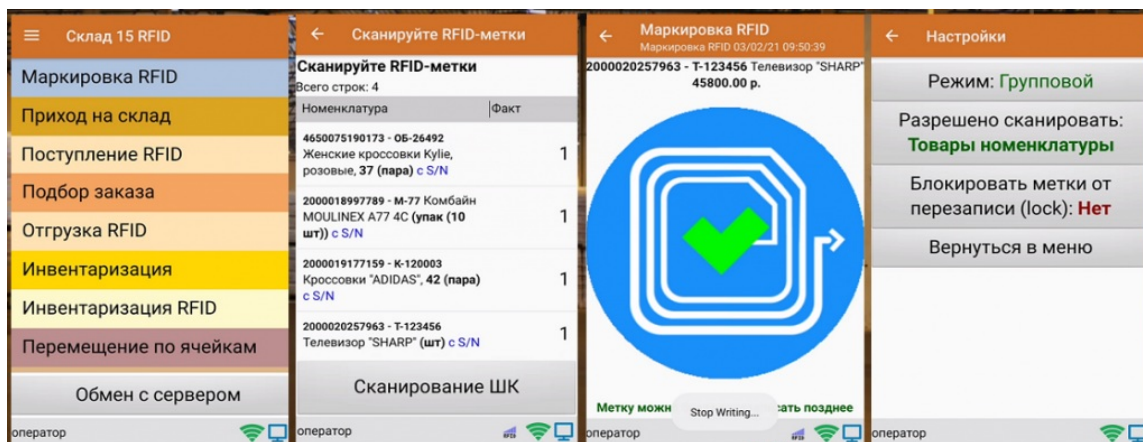 Склад 15 RFID
Маркировка RFID
Приход на склад
Поступление RFID
Подбор заказа
Отгрузка RFID
Инвентаризация
Инвентаризация RFID
Перемещение по ячейкам
Обмен с сервером
оператор
Сканируйте RFID-метки
Сканируйте RFID-метки
Всего строк: 4
Номенклатура Факт
4650075190173 - ОБ-26492
Женские кроссовки Kylie,
розовые, 37 (пара) с S/N
1
2000018997789 - М-77 Комбайн
MOULINEX A77 4C (упак (10
шт)) с S/N
1
2000019177159 - К-120003
Кроссовки "ADIDAS", 42 (пара)
с S/N
1
2000020257963 - Т-123456
Телевизор "SHARP" (шт) с S/N
1
Сканирование ШК
оператор
RFID
Маркировка RFID
Маркировка RFID 03/02/21 09:50:39
2000020257963 - Т-123456 Телевизор "SHARP"
45800.00 р.
Метку можн
Stop Writing...
сать позднее
оператор
RFID
Настройки
Режим: Групповой
Разрешено сканировать:
Товары номенклатуры
Блокировать метки от
перезаписи (lock): Нет
Вернуться в меню
оператор